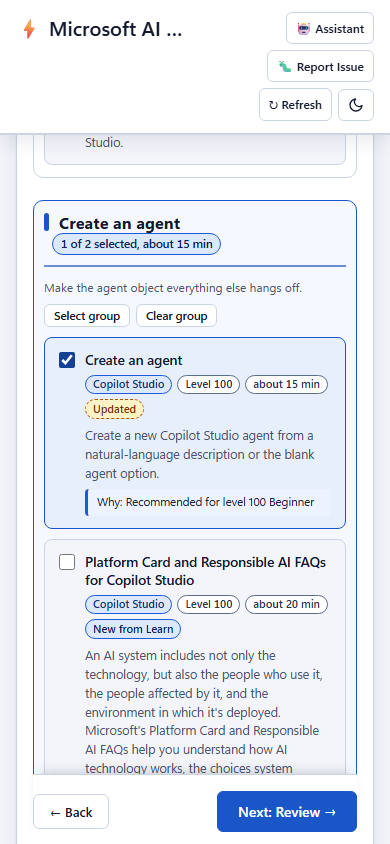 Microsoft AI ...
Assistant
Report Issue
↻ Refresh
Studio.
Create an agent
1 of 2 selected, about 15 min
Make the agent object everything else hangs off.
Select group
Clear group
Create an agent
Copilot Studio
Level 100
about 15 min
Updated
Create a new Copilot Studio agent from a
natural-language description or the blank
agent option.
Why: Recommended for level 100 Beginner
Platform Card and Responsible AI FAQs
for Copilot Studio
Copilot Studio
Level 100
about 20 min
New from Learn
An AI system includes not only the
technology, but also the people who use it,
the people affected by it, and the
environment in which it's deployed.
Microsoft's Platform Card and Responsible
AI FAQs help you understand how AI
technology works, the choices system
← Back
Next: Review →